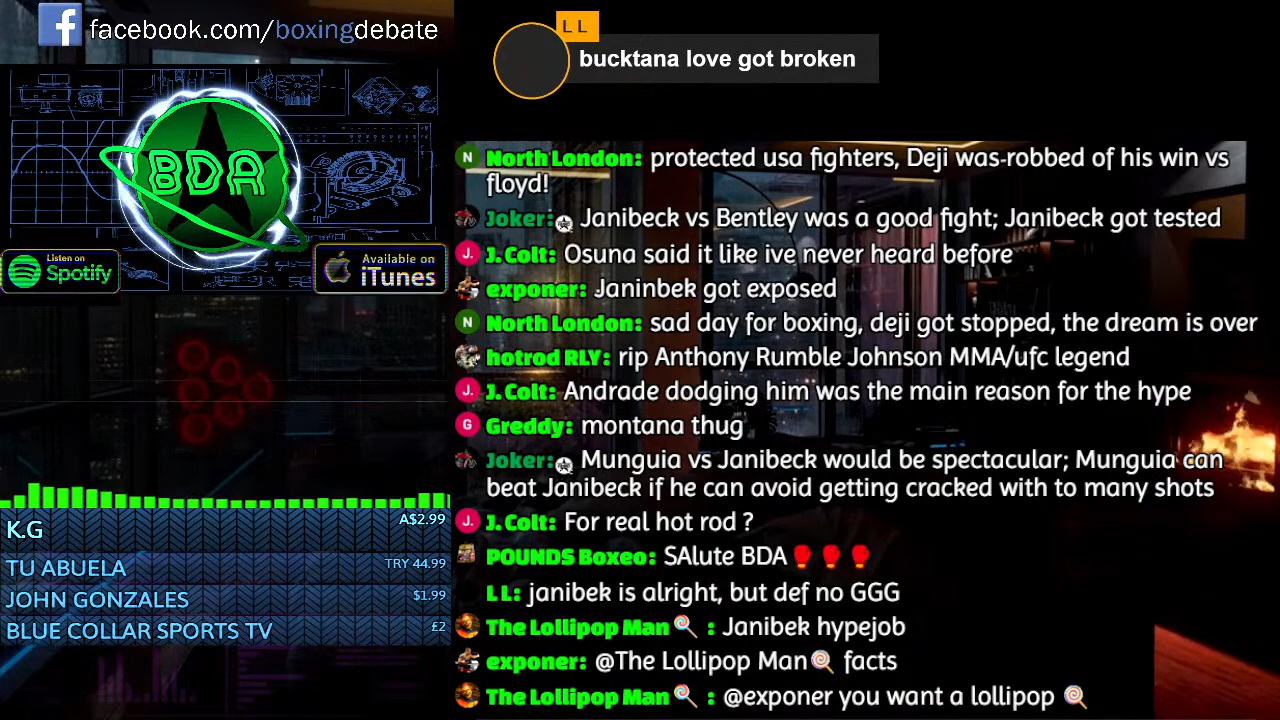 facebook.com/boxingdebate
BDA
Listen on
Spotify
Available on
iTunes
K.G
A$2.99
TU ABUELA
TRY 44.99
JOHN GONZALES
$1.99
BLUE COLLAR SPORTS TV
£2
L L
bucktana love got broken
N North London: protected usa fighters, Deji was-robbed of his win vs
floyd!
Joker: Janibeck vs Bentley was a good fight; Janibeck got tested
J. J. Colt: Osuna said it like ive never heard before
exponer: Janinbek got exposed
N North London: sad day for boxing, deji got stopped, the dream is over
hotrod RLY: rip Anthony Rumble Johnson MMA/ufc legend
J. J. Colt: Andrade dodging him was the main reason for the hype
G Greddy: montana thug
Joker: Munguia vs Janibeck would be spectacular; Munguia can
beat Janibeck if he can avoid getting cracked with to many shots
J. J. Colt: For real hot rod ?
POUNDS Boxeo: SAlute BDA 🥊🥊🥊
L L: janibek is alright, but def no GGG
The Lollipop Man🍭 : Janibek hypejob
exponer: @The Lollipop Man🍭 facts
The Lollipop Man🍭 : @exponer you want a lollipop 🍭